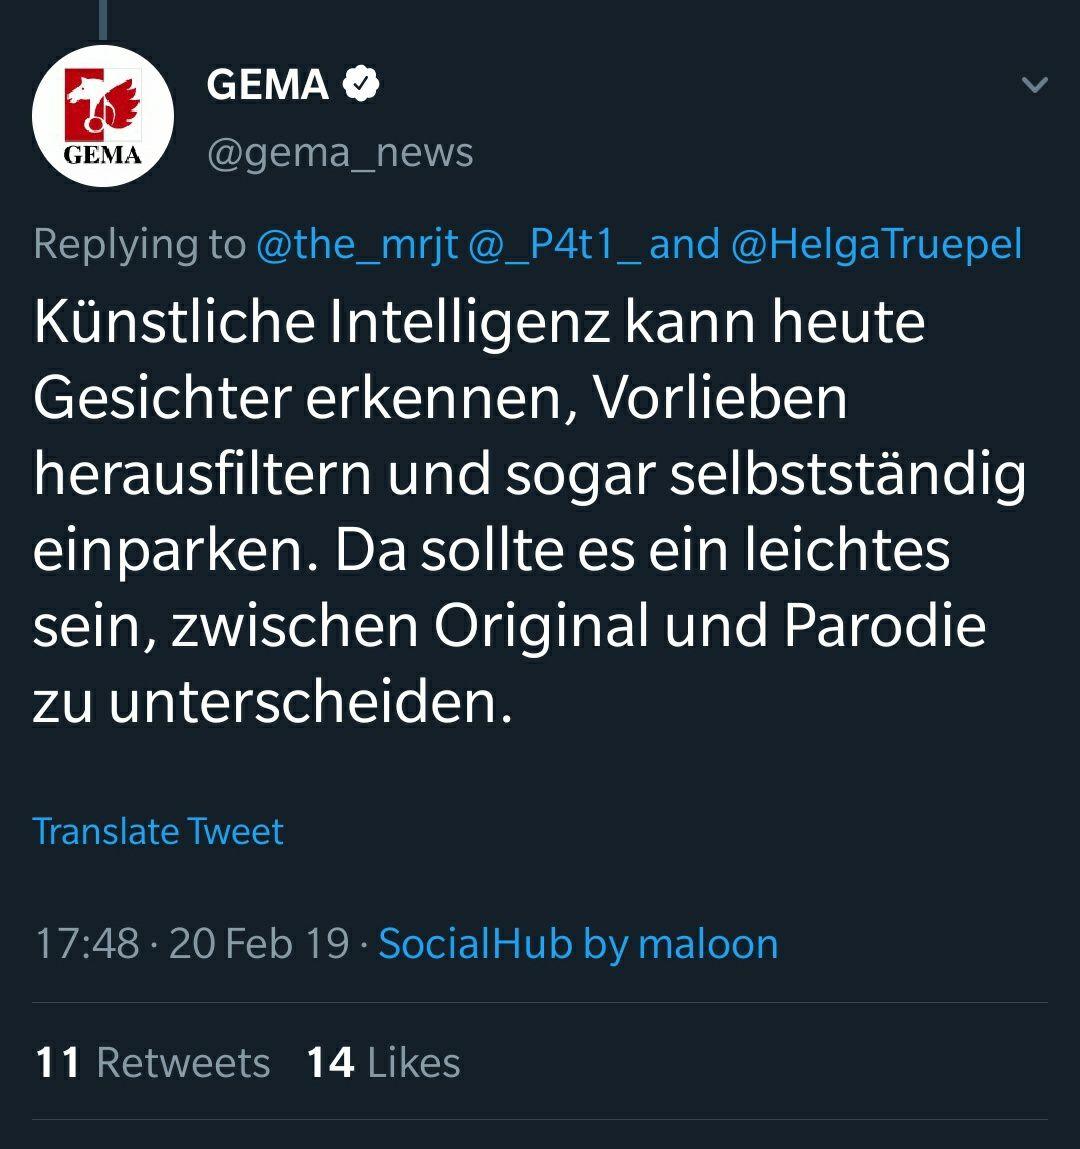 GEMA
GEMA
@gema_news
Replying to @the_mrjt @_P4t1_ and @HelgaTruepel
Künstliche Intelligenz kann heute
Gesichter erkennen, Vorlieben
herausfiltern und sogar selbstständig
einparken. Da sollte es ein leichtes
sein, zwischen Original und Parodie
zu unterscheiden.
Translate Tweet
17:48 · 20 Feb 19 · SocialHub by maloon
11 Retweets 14 Likes